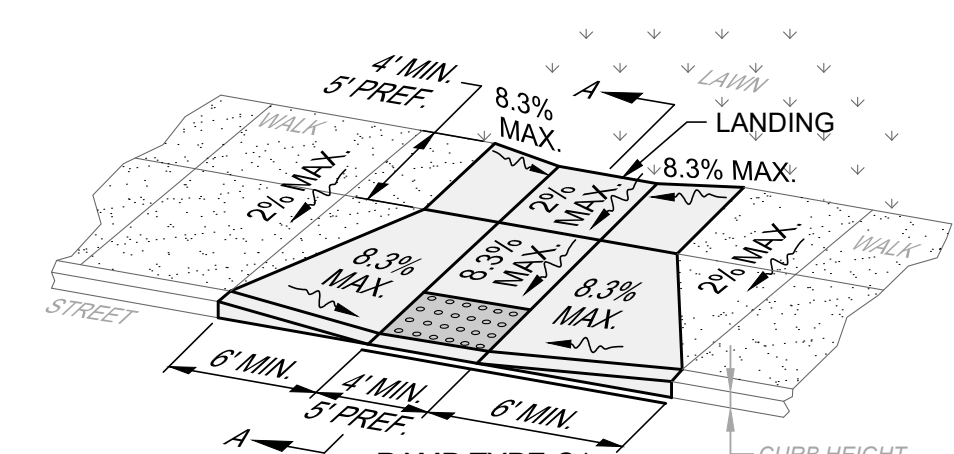 4' MIN.
5' PREF.
8.3%
MAX.
A
LAWN
LANDING
WALK
2% MAX.
8.3% MAX.
2%
MAX.
8.3%
MAX.
8.3%
MAX.
8.3%
MAX.
2% MAX.
WALK
STREET
6' MIN.
4' MIN.
5' PREF.
6' MIN.
A
CURB HEIGHT